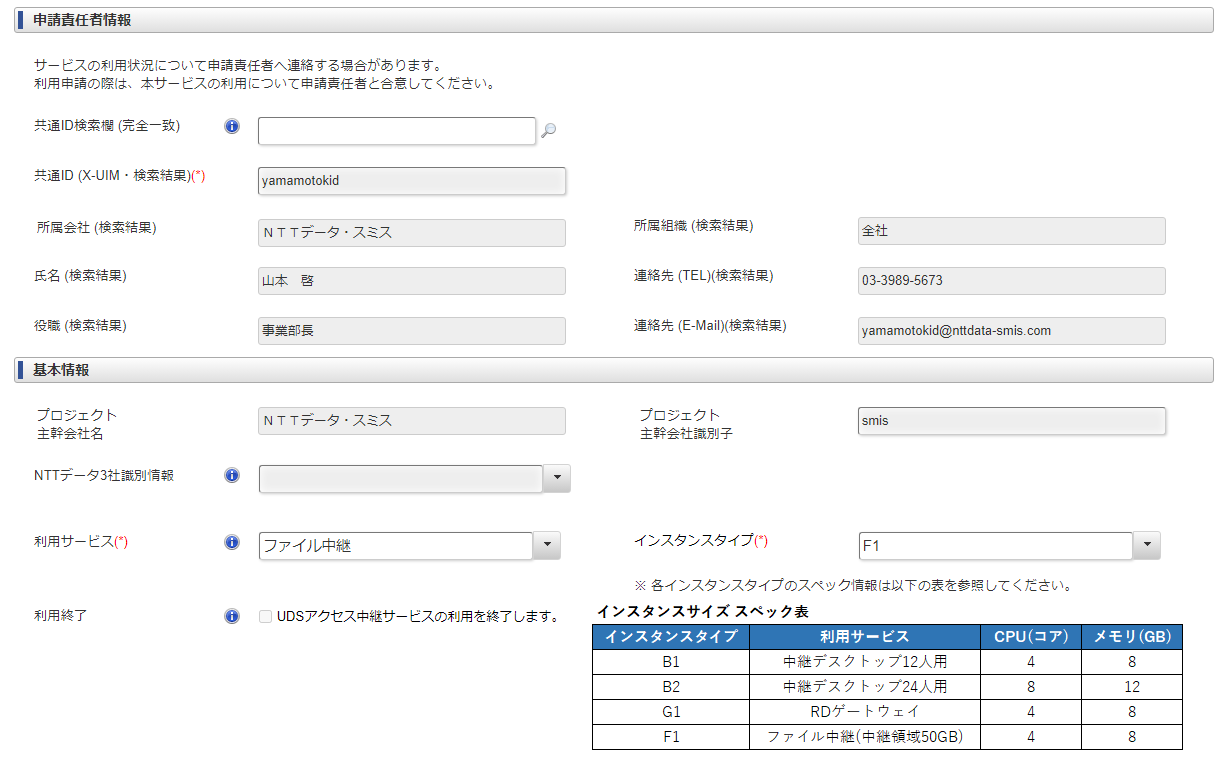 申請責任者情報
サービスの利用状況について申請責任者へ連絡する場合があります。
利用申請の際は、本サービスの利用について申請責任者と合意してください。
共通ID検索欄 (完全一致)
共通ID (X-UIM・検索結果)(*) yamamotokid
所属会社 (検索結果) ＮＴＴデータ・スミス 所属組織 (検索結果) 全社
氏名 (検索結果) 山本　啓 連絡先 (TEL)(検索結果) 03-3989-5673
役職 (検索結果) 事業部長 連絡先 (E-Mail)(検索結果) yamamotokid@nttdata-smis.com
基本情報
プロジェクト
主幹会社名 ＮＴＴデータ・スミス
プロジェクト
主幹会社識別子 smis
NTTデータ3社識別情報
利用サービス(*) ファイル中継 インスタンスタイプ(*) F1
※ 各インスタンスタイプのスペック情報は以下の表を参照してください。
利用終了 UDSアクセス中継サービスの利用を終了します。
インスタンスサイズ スペック表
インスタンスタイプ 利用サービス CPU(コア) メモリ(GB)
B1 中継デスクトップ12人用 4 8
B2 中継デスクトップ24人用 8 12
G1 RDゲートウェイ 4 8
F1 ファイル中継(中継領域50GB) 4 8